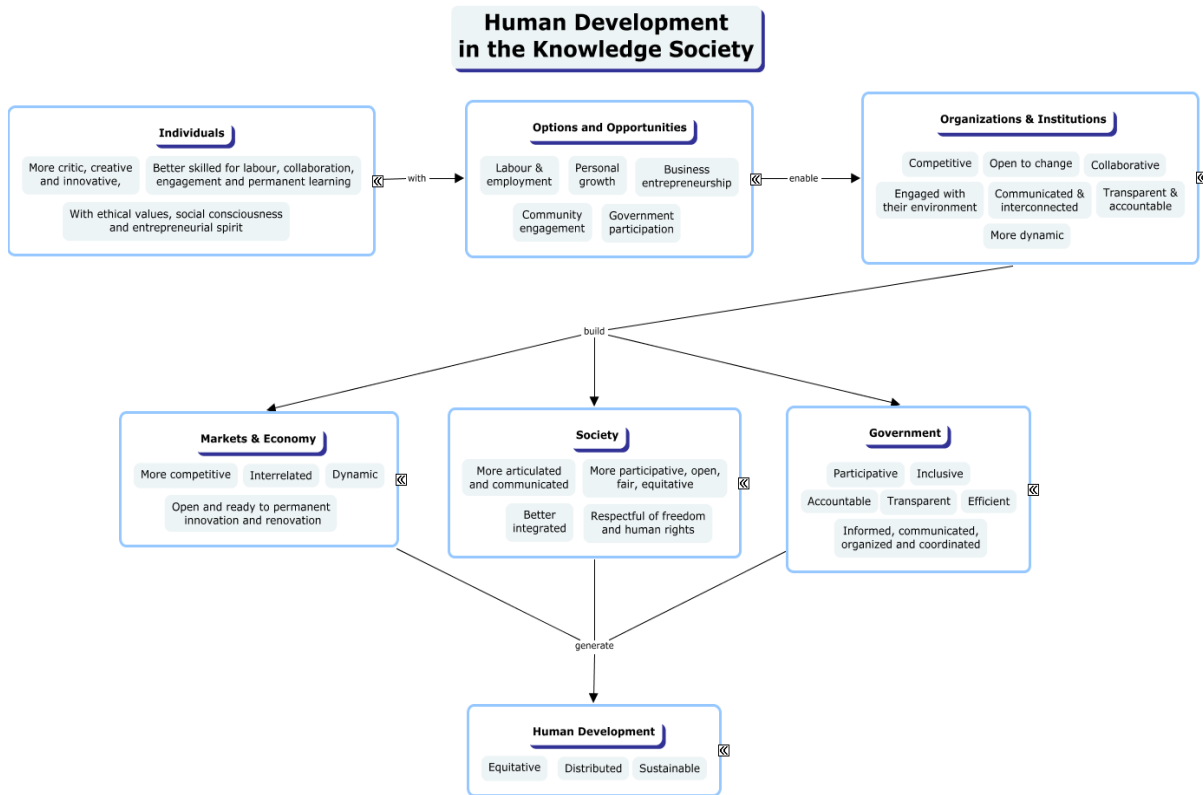 Human Development
in the Knowledge Society
Individuals
More critic, creative
and innovative,
Better skilled for labour, collaboration,
engagement and permanent learning
With ethical values, social consciousness
and entrepreneurial spirit
with
Options and Opportunities
Labour &
employment
Personal
growth
Business
entrepreneurship
Community
engagement
Government
participation
enable
Organizations & Institutions
Competitive
Open to change
Collaborative
Engaged with
their environment
Communicated &
interconnected
Transparent &
accountable
More dynamic
build
Markets & Economy
More competitive
Interrelated
Dynamic
Open and ready to permanent
innovation and renovation
Society
More articulated
and communicated
More participative, open,
fair, equitative
Better
integrated
Respectful of freedom
and human rights
Government
Participative
Inclusive
Accountable
Transparent
Efficient
Informed, communicated,
organized and coordinated
generate
Human Development
Equitative
Distributed
Sustainable